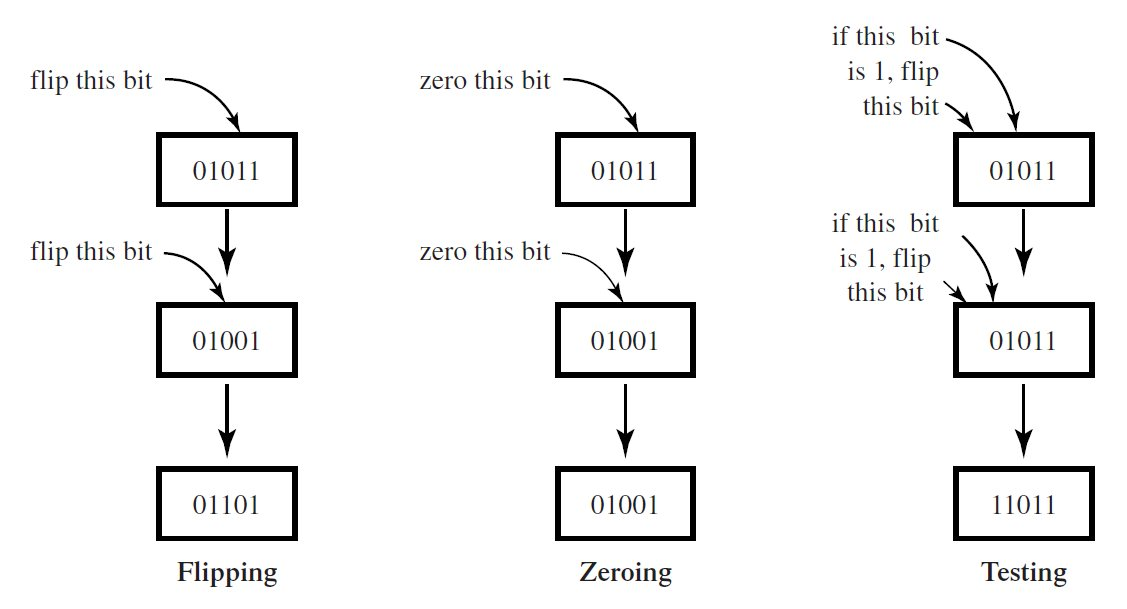 flip this bit
01011
flip this bit
01001
01101
Flipping
zero this bit
01011
zero this bit
01001
01001
Zeroing
if this bit
is 1, flip
this bit
01011
if this bit
is 1, flip
this bit
01011
11011
Testing